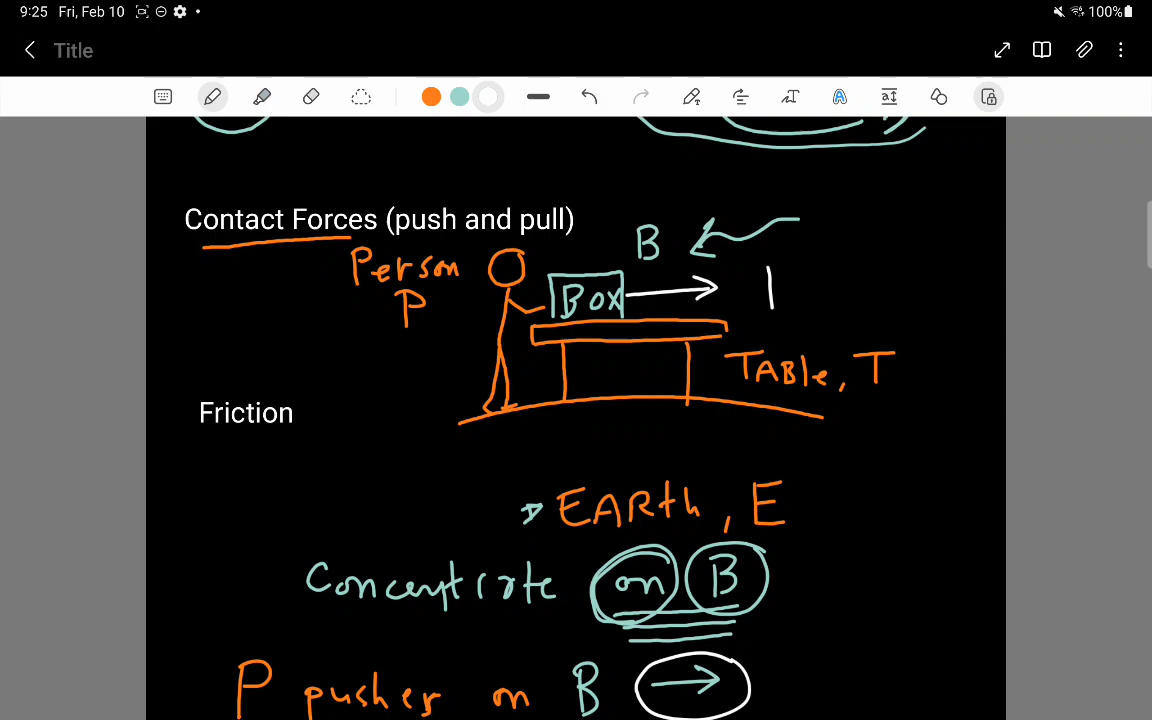 9:25 Fri, Feb 10
100%
Title
Contact Forces (push and pull)
B
Person
P
Box
TABle, T
Friction
EARth, E
Concentrate on B
P pushes on B